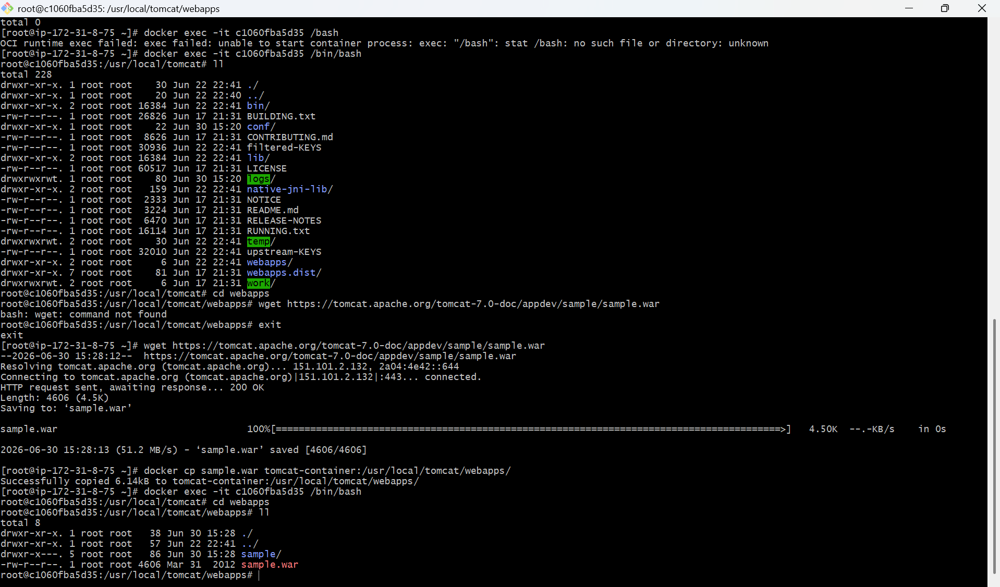 root@c1060fba5d35: /usr/local/tomcat/webapps
total 0
[root@ip-172-31-8-75 ~]# docker exec -it c1060fba5d35 /bash
OCI runtime exec failed: exec failed: unable to start container process: exec: "/bash": stat /bash: no such file or directory: unknown
[root@ip-172-31-8-75 ~]# docker exec -it c1060fba5d35 /bin/bash
root@c1060fba5d35:/usr/local/tomcat# ll
total 228
drwxr-xr-x. 1 root root    30 Jun 22 22:41 ./
drwxr-xr-x. 1 root root    20 Jun 22 22:40 ../
drwxr-xr-x. 2 root root 16384 Jun 22 22:41 bin/
-rw-r--r--. 1 root root 26826 Jun 17 21:31 BUILDING.txt
drwxr-xr-x. 1 root root    22 Jun 30 15:20 conf/
-rw-r--r--. 1 root root  8626 Jun 17 21:31 CONTRIBUTING.md
-rw-r--r--. 1 root root 30936 Jun 22 22:41 filtered-KEYS
drwxr-xr-x. 2 root root 16384 Jun 22 22:41 lib/
-rw-r--r--. 1 root root 60517 Jun 17 21:31 LICENSE
drwxrwxrwt. 1 root root    80 Jun 30 15:20 logs/
drwxr-xr-x. 2 root root   159 Jun 22 22:41 native-jni-lib/
-rw-r--r--. 1 root root  2333 Jun 17 21:31 NOTICE
-rw-r--r--. 1 root root  3224 Jun 17 21:31 README.md
-rw-r--r--. 1 root root  6470 Jun 17 21:31 RELEASE-NOTES
-rw-r--r--. 1 root root 16114 Jun 17 21:31 RUNNING.txt
drwxrwxrwt. 2 root root    30 Jun 22 22:41 temp/
-rw-r--r--. 1 root root 32010 Jun 22 22:41 upstream-KEYS
drwxr-xr-x. 2 root root     6 Jun 22 22:41 webapps/
drwxr-xr-x. 7 root root    81 Jun 17 21:31 webapps.dist/
drwxrwxrwt. 2 root root     6 Jun 17 21:31 work/
root@c1060fba5d35:/usr/local/tomcat# cd webapps
root@c1060fba5d35:/usr/local/tomcat/webapps# wget https://tomcat.apache.org/tomcat-7.0-doc/appdev/sample/sample.war
bash: wget: command not found
root@c1060fba5d35:/usr/local/tomcat/webapps# exit
exit
[root@ip-172-31-8-75 ~]# wget https://tomcat.apache.org/tomcat-7.0-doc/appdev/sample/sample.war
--2026-06-30 15:28:12--  https://tomcat.apache.org/tomcat-7.0-doc/appdev/sample/sample.war
Resolving tomcat.apache.org (tomcat.apache.org)... 151.101.2.132, 2a04:4e42::644
Connecting to tomcat.apache.org (tomcat.apache.org)|151.101.2.132|:443... connected.
HTTP request sent, awaiting response... 200 OK
Length: 4606 (4.5K)
Saving to: ‘sample.war’
sample.war                                 100%[========================================================================================>]   4.50K  --.-KB/s    in 0s
2026-06-30 15:28:13 (51.2 MB/s) - ‘sample.war’ saved [4606/4606]
[root@ip-172-31-8-75 ~]# docker cp sample.war tomcat-container:/usr/local/tomcat/webapps/
Successfully copied 6.14kB to tomcat-container:/usr/local/tomcat/webapps/
[root@ip-172-31-8-75 ~]# docker exec -it c1060fba5d35 /bin/bash
root@c1060fba5d35:/usr/local/tomcat# cd webapps
root@c1060fba5d35:/usr/local/tomcat/webapps# ll
total 8
drwxr-xr-x. 1 root root   38 Jun 30 15:28 ./
drwxr-xr-x. 1 root root   57 Jun 22 22:41 ../
drwxr-x---. 5 root root   86 Jun 30 15:28 sample/
-rw-r--r--. 1 root root 4606 Mar 31  2012 sample.war
root@c1060fba5d35:/usr/local/tomcat/webapps#